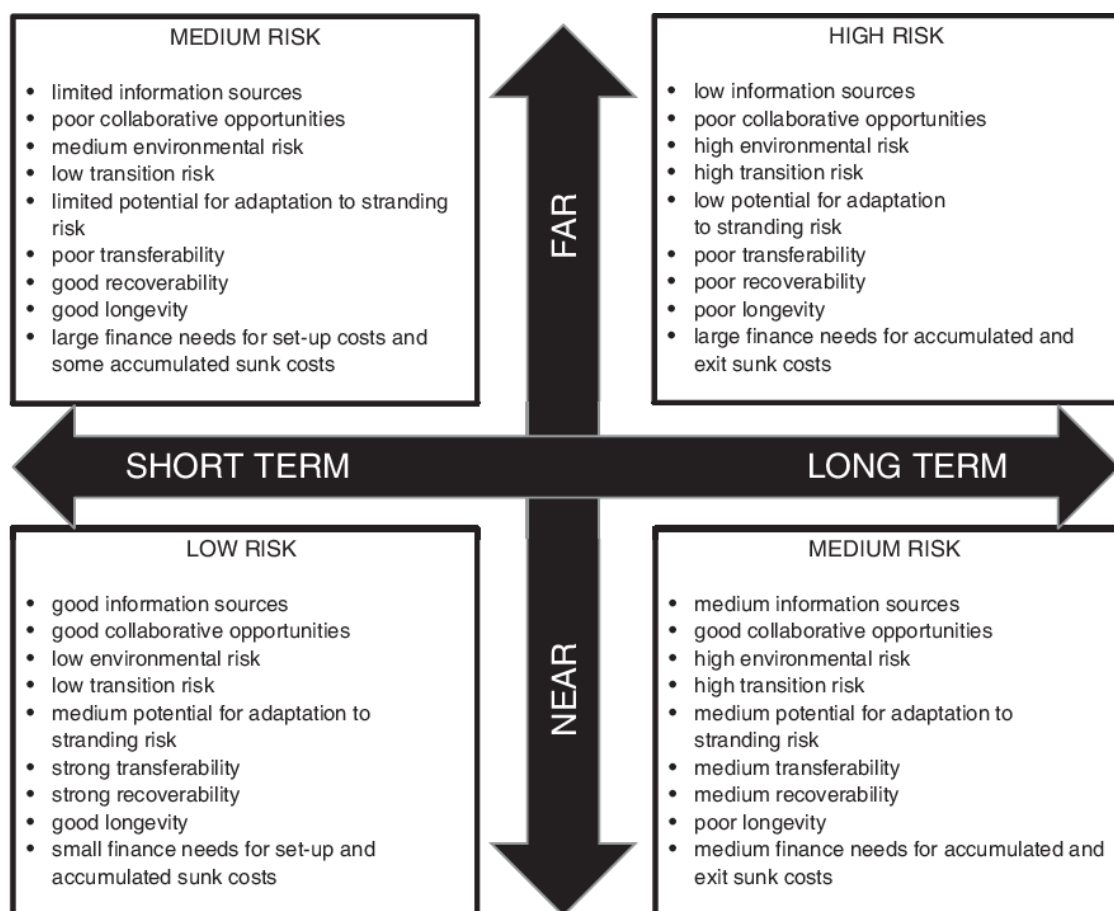 MEDIUM RISK
• limited information sources
• poor collaborative opportunities
• medium environmental risk
• low transition risk
• limited potential for adaptation to stranding
risk
• poor transferability
• good recoverability
• good longevity
• large finance needs for set-up costs and
some accumulated sunk costs
FAR
HIGH RISK
• low information sources
• poor collaborative opportunities
• high environmental risk
• high transition risk
• low potential for adaptation
to stranding risk
• poor transferability
• poor recoverability
• poor longevity
• large finance needs for accumulated and
exit sunk costs
SHORT TERM
LONG TERM
LOW RISK
• good information sources
• good collaborative opportunities
• low environmental risk
• low transition risk
• medium potential for adaptation to
stranding risk
• strong transferability
• strong recoverability
• good longevity
• small finance needs for set-up and
accumulated sunk costs
NEAR
MEDIUM RISK
• medium information sources
• good collaborative opportunities
• high environmental risk
• high transition risk
• medium potential for adaptation to
stranding risk
• medium transferability
• medium recoverability
• poor longevity
• medium finance needs for accumulated and
exit sunk costs